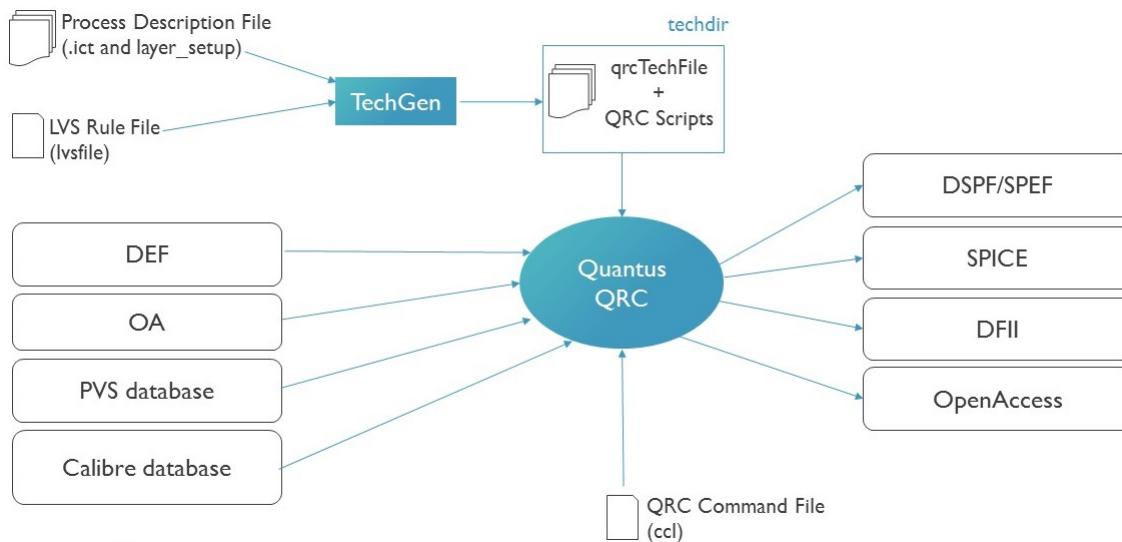 Process Description File
(.ict and layer_setup)
techdir
TechGen
qrcTechFile
+
QRC Scripts
LVS Rule File
(lvsfile)
DEF
OA
PVS database
Calibre database
Quantus
QRC
DSPF/SPEF
SPICE
DFII
OpenAccess
QRC Command File
(ccl)